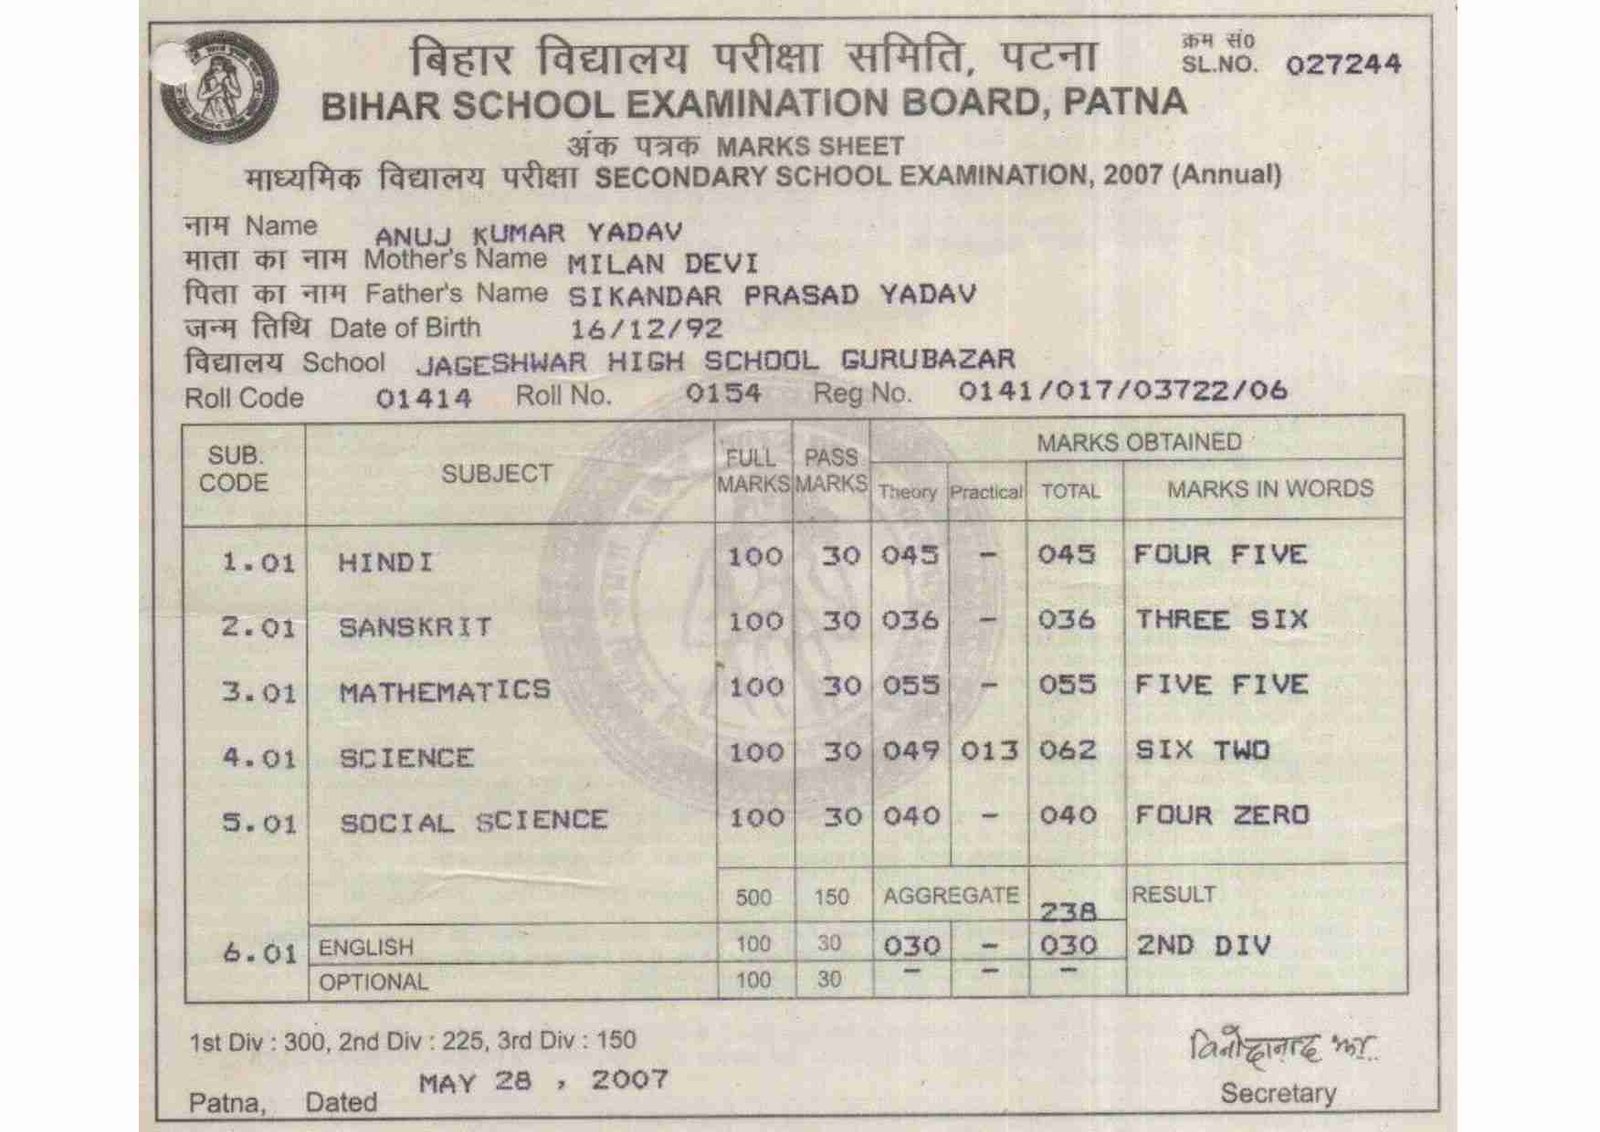 बिहार विद्यालय परीक्षा समिति, पटना
क्रम सं0
SL.NO. 027244
BIHAR SCHOOL EXAMINATION BOARD, PATNA
अंक पत्रक MARKS SHEET
माध्यमिक विद्यालय परीक्षा SECONDARY SCHOOL EXAMINATION, 2007 (Annual)
नाम Name ANUJ KUMAR YADAV
माता का नाम Mother's Name MILAN DEVI
पिता का नाम Father's Name SIKANDAR PRASAD YADAV
जन्म तिथि Date of Birth 16/12/92
विद्यालय School JAGESHWAR HIGH SCHOOL GURUBAZAR
Roll Code 01414 Roll No. 0154 Reg No. 0141/017/03722/06
SUB. CODE SUBJECT FULL MARKS PASS MARKS MARKS OBTAINED
Theory Practical TOTAL MARKS IN WORDS
1.01 HINDI 100 30 045 - 045 FOUR FIVE
2.01 SANSKRIT 100 30 036 - 036 THREE SIX
3.01 MATHEMATICS 100 30 055 - 055 FIVE FIVE
4.01 SCIENCE 100 30 049 013 062 SIX TWO
5.01 SOCIAL SCIENCE 100 30 040 - 040 FOUR ZERO
500 150 AGGREGATE 238 RESULT
6.01 ENGLISH 100 30 030 - 030 2ND DIV
OPTIONAL 100 30 - - -
1st Div : 300, 2nd Div : 225, 3rd Div : 150
विनोदानन्द झा
Patna, Dated MAY 28 , 2007
Secretary